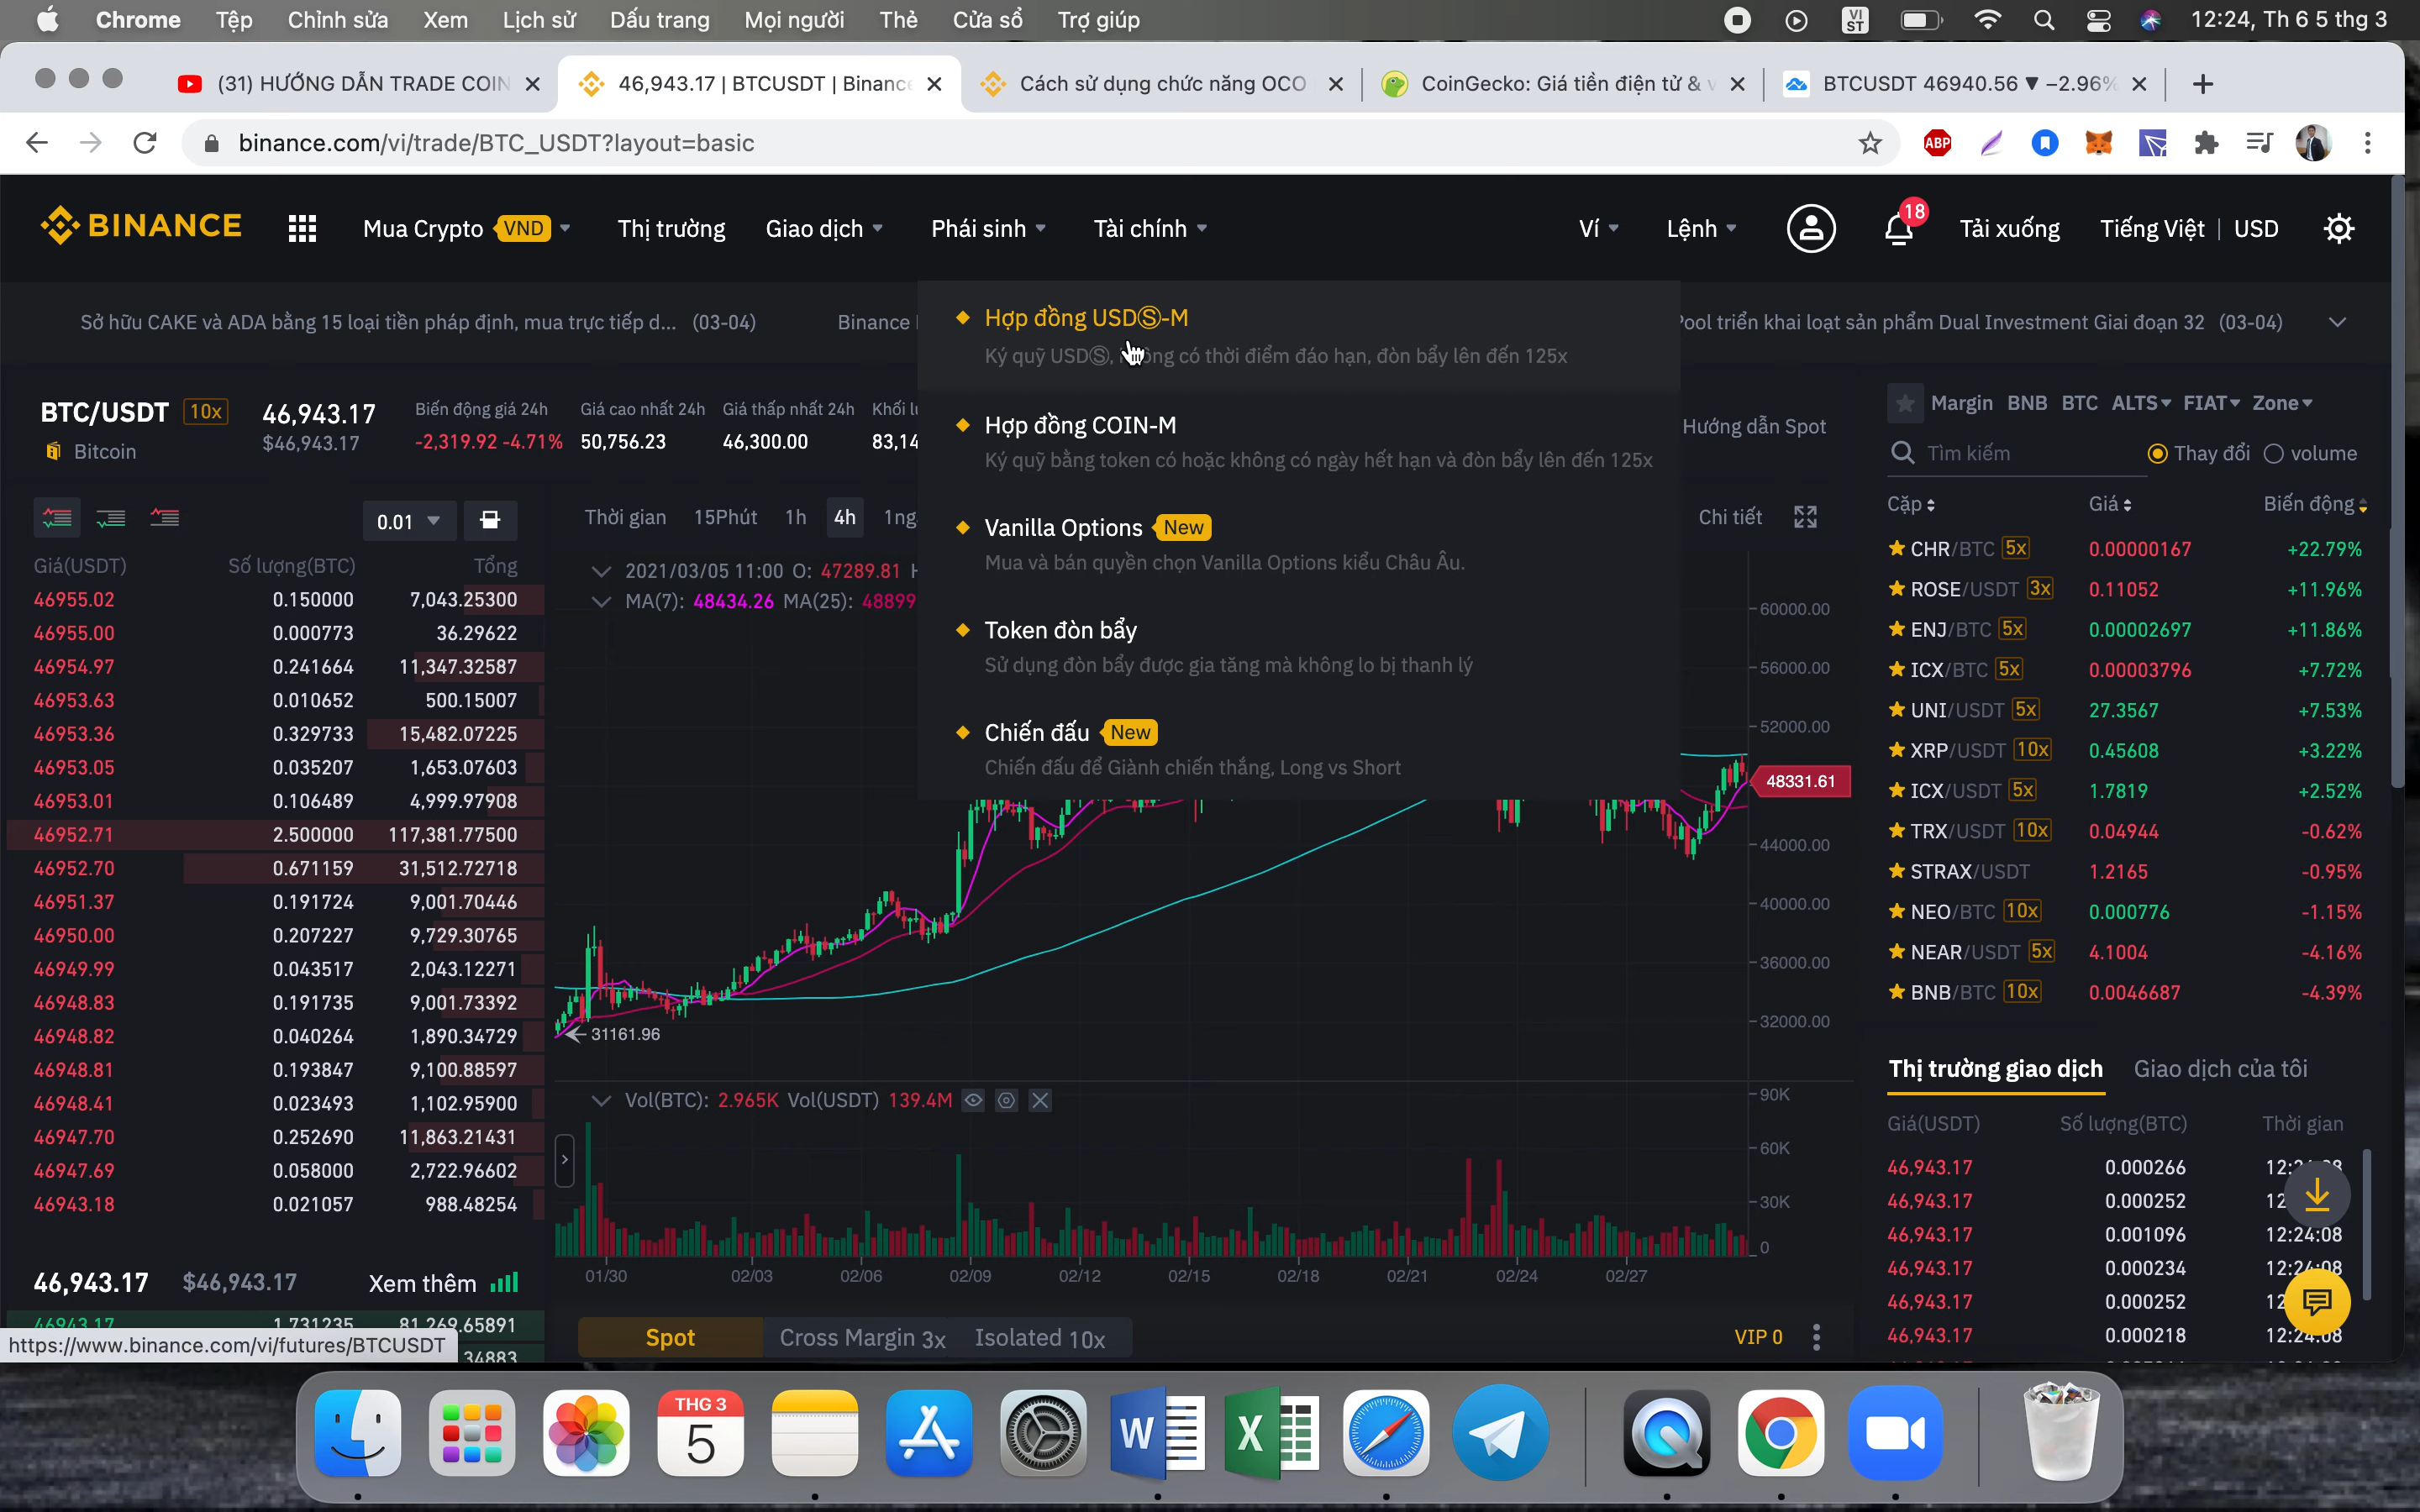 Chrome Tệp Chỉnh sửa Xem Lịch sử Dấu trang Mọi người Thẻ Cửa sổ Trợ giúp VI ST 12:24, Th 6 5 thg 3
(31) HƯỚNG DẪN TRADE COIN 46,943.17 | BTCUSDT | Binance Cách sử dụng chức năng OCO CoinGecko: Giá tiền điện tử & BTCUSDT 46940.56 ▼ −2.96%
binance.com/vi/trade/BTC_USDT?layout=basic ABP
BINANCE Mua Crypto VND Thị trường Giao dịch Phái sinh Tài chính Ví Lệnh 18 Tải xuống Tiếng Việt | USD
Sở hữu CAKE và ADA bằng 15 loại tiền pháp định, mua trực tiếp d... (03-04) Binance Pool triển khai loạt sản phẩm Dual Investment Giai đoạn 32 (03-04)
Hợp đồng USDⓈ-M
Ký quỹ USDⓈ, có thời điểm đáo hạn, đòn bẩy lên đến 125x
Hợp đồng COIN-M
Ký quỹ bằng token có hoặc không có ngày hết hạn và đòn bẩy lên đến 125x
Vanilla Options New
Mua và bán quyền chọn Vanilla Options kiểu Châu Âu.
Token đòn bẩy
Sử dụng đòn bẩy được gia tăng mà không lo bị thanh lý
Chiến đấu New
Chiến đấu để Giành chiến thắng, Long vs Short
BTC/USDT 10x 46,943.17 Biến động giá 24h Giá cao nhất 24h Giá thấp nhất 24h Khối
Bitcoin $46,943.17 -2,319.92 -4.71% 50,756.23 46,300.00 83,14
Hướng dẫn Spot
0.01
Giá(USDT) Số lượng(BTC) Tổng
46955.02 0.150000 7,043.25300
46955.00 0.000773 36.29622
46954.97 0.241664 11,347.32587
46953.63 0.010652 500.15007
46953.36 0.329733 15,482.07225
46953.05 0.035207 1,653.07603
46953.01 0.106489 4,999.97908
46952.71 2.500000 117,381.77500
46952.70 0.671159 31,512.72718
46951.37 0.191724 9,001.70446
46950.00 0.207227 9,729.30765
46949.99 0.043517 2,043.12271
46948.83 0.191735 9,001.73392
46948.82 0.040264 1,890.34729
46948.81 0.193847 9,100.88597
46948.41 0.023493 1,102.95900
46947.70 0.252690 11,863.21431
46947.69 0.058000 2,722.96602
46943.18 0.021057 988.48254
46,943.17 $46,943.17 Xem thêm
46943.17 1.731235 81,269.65891
34883
https://www.binance.com/vi/futures/BTCUSDT
Thời gian 15Phút 1h 4h 1ng Chi tiết
2021/03/05 11:00 O: 47289.81 H
MA(7): 48434.26 MA(25): 48899
60000.00
56000.00
52000.00
48331.61
44000.00
40000.00
36000.00
32000.00
31161.96
Vol(BTC): 2.965K Vol(USDT) 139.4M
90K
60K
30K
0
01/30 02/03 02/06 02/09 02/12 02/15 02/18 02/21 02/24 02/27
Spot Cross Margin 3x Isolated 10x VIP 0
Margin BNB BTC ALTS FIAT Zone
Tìm kiếm Thay đổi volume
Cặp Giá Biến động
CHR/BTC 5x 0.00000167 +22.79%
ROSE/USDT 3x 0.11052 +11.96%
ENJ/BTC 5x 0.00002697 +11.86%
ICX/BTC 5x 0.00003796 +7.72%
UNI/USDT 5x 27.3567 +7.53%
XRP/USDT 10x 0.45608 +3.22%
ICX/USDT 5x 1.7819 +2.52%
TRX/USDT 10x 0.04944 -0.62%
STRAX/USDT 1.2165 -0.95%
NEO/BTC 10x 0.000776 -1.15%
NEAR/USDT 5x 4.1004 -4.16%
BNB/BTC 10x 0.0046687 -4.39%
Thị trường giao dịch Giao dịch của tôi
Giá(USDT) Số lượng(BTC) Thời gian
46,943.17 0.000266
46,943.17 0.000252
46,943.17 0.001096 12:24:08
46,943.17 0.000234 12:24:08
46,943.17 0.000252
46,943.17 0.000218 12:24:08
THG 3
5
W X